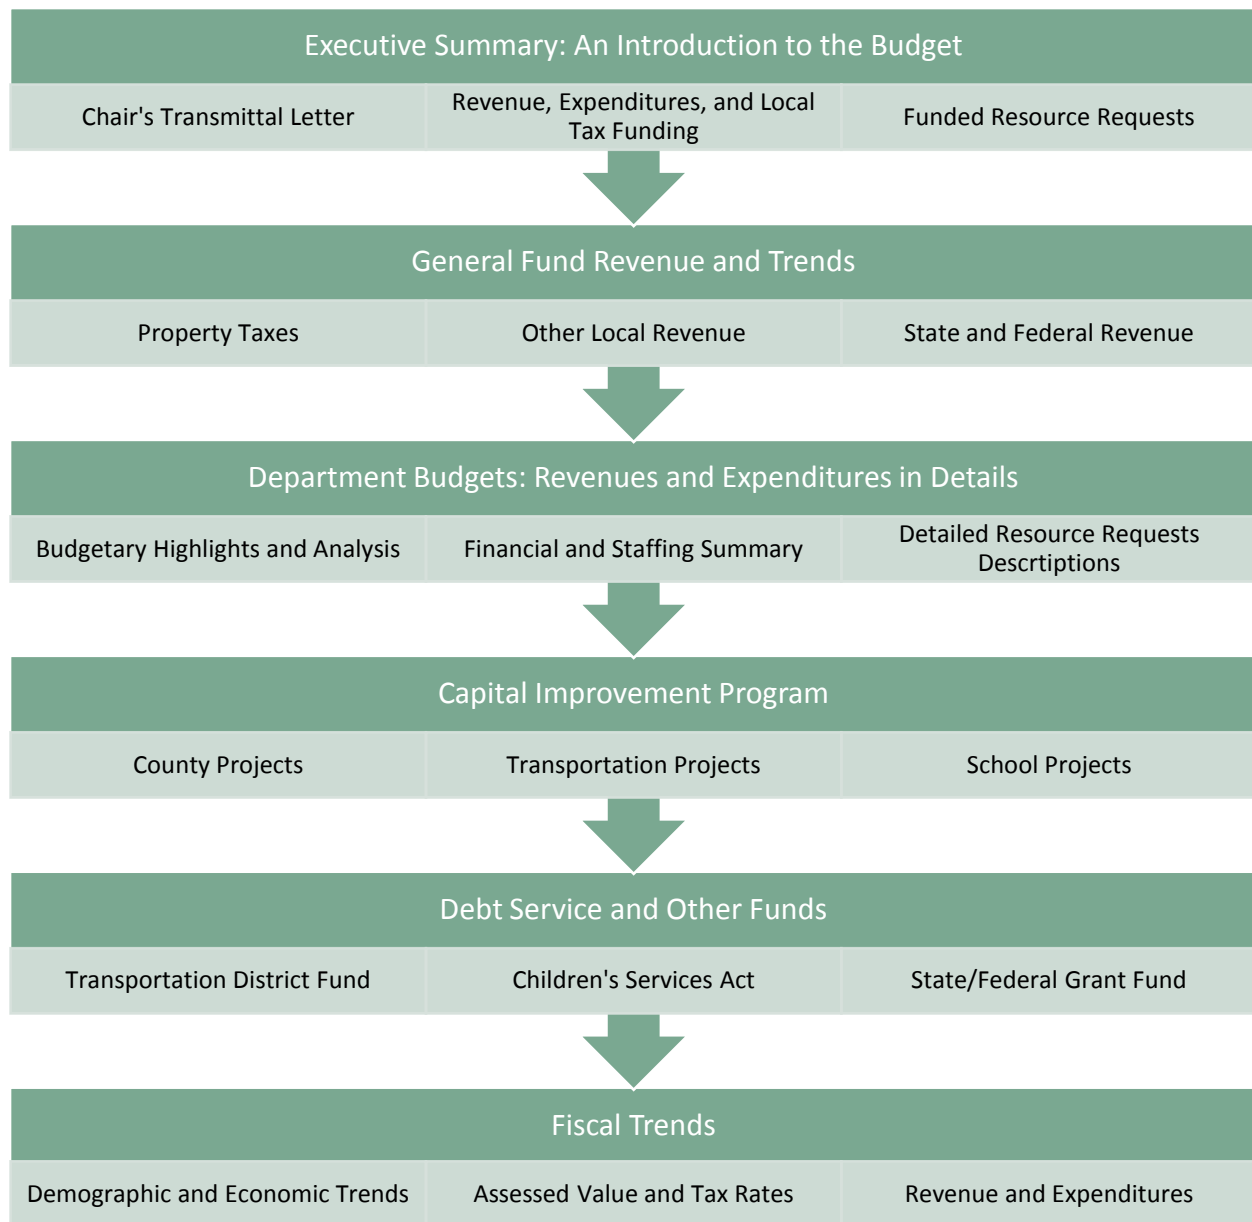 Executive Summary: An Introduction to the Budget
Chair's Transmittal Letter
Revenue, Expenditures, and Local
Tax Funding
Funded Resource Requests
General Fund Revenue and Trends
Property Taxes
Other Local Revenue
State and Federal Revenue
Department Budgets: Revenues and Expenditures in Details
Budgetary Highlights and Analysis
Financial and Staffing Summary
Detailed Resource Requests
Descrtiptions
Capital Improvement Program
County Projects
Transportation Projects
School Projects
Debt Service and Other Funds
Transportation District Fund
Children's Services Act
State/Federal Grant Fund
Fiscal Trends
Demographic and Economic Trends
Assessed Value and Tax Rates
Revenue and Expenditures